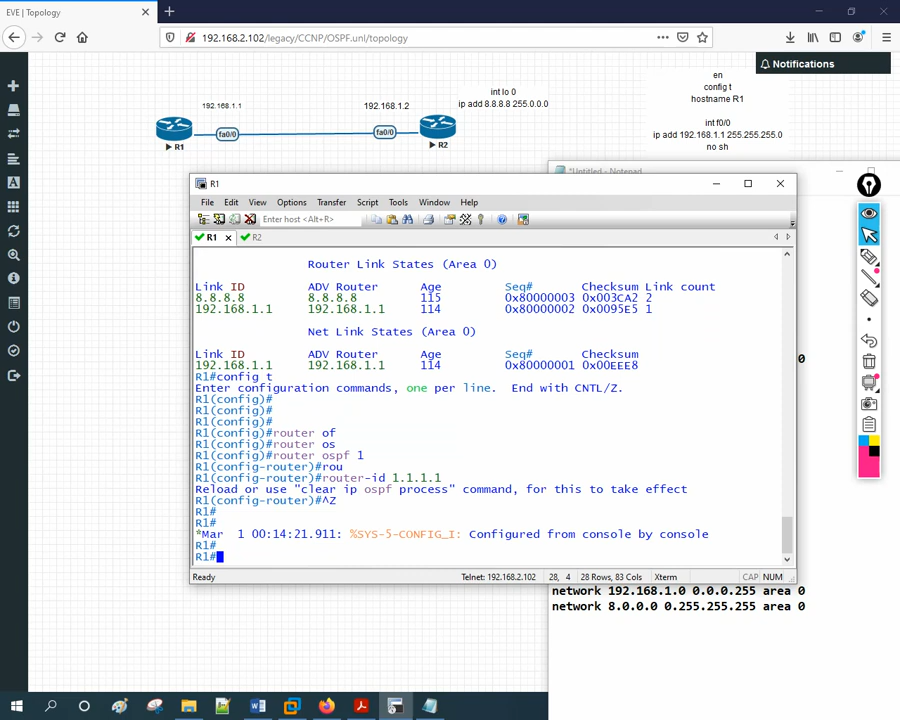 EVE | Topology
192.168.2.102/legacy/CCNP/OSPF.unl/topology
Notifications
192.168.1.1
192.168.1.2
int lo 0
ip add 8.8.8.8 255.0.0.0
en
config t
hostname R1
int f0/0
ip add 192.168.1.1 255.255.255.0
no sh
fa0/0
fa0/0
R1
R2
*Untitled - Notepad
R1
File Edit View Options Transfer Script Tools Window Help
Enter host <Alt+R>
R1
R2
Router Link States (Area 0)
Link ID ADV Router Age Seq# Checksum Link count
8.8.8.8 8.8.8.8 115 0x80000003 0x003CA2 2
192.168.1.1 192.168.1.1 114 0x80000002 0x0095E5 1
Net Link States (Area 0)
Link ID ADV Router Age Seq# Checksum
192.168.1.1 192.168.1.1 114 0x80000001 0x00EEE8
R1#config t
Enter configuration commands, one per line. End with CNTL/Z.
R1(config)#
R1(config)#
R1(config)#
R1(config)#router of
R1(config)#router os
R1(config)#router ospf 1
R1(config-router)#rou
R1(config-router)#router-id 1.1.1.1
Reload or use "clear ip ospf process" command, for this to take effect
R1(config-router)#^Z
R1#
R1#
*Mar 1 00:14:21.911: %SYS-5-CONFIG_I: Configured from console by console
R1#
R1#
Ready
Telnet: 192.168.2.102 28, 4 28 Rows, 83 Cols Xterm CAP NUM
0
network 192.168.1.0 0.0.0.255 area 0
network 8.0.0.0 0.255.255.255 area 0